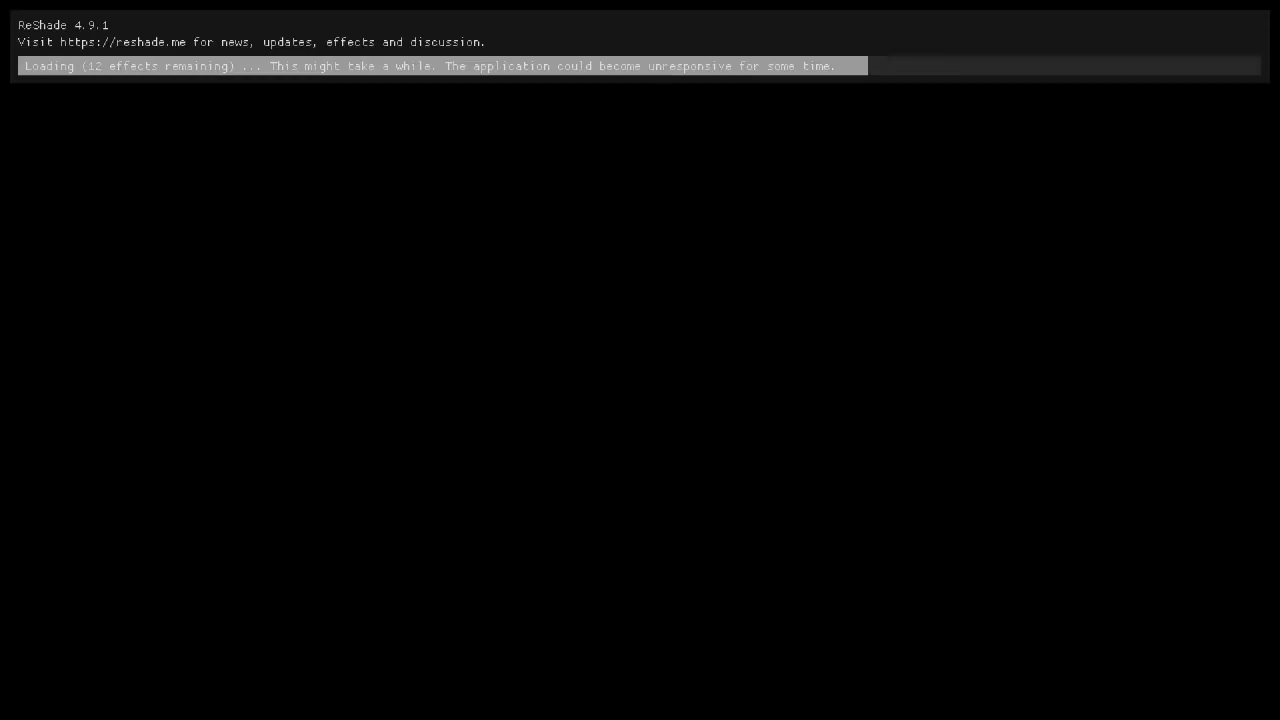 ReShade 4.9.1
Visit https://reshade.me for news, updates, effects and discussion.
Loading (12 effects remaining) ... This might take a while. The application could become unresponsive for some time.